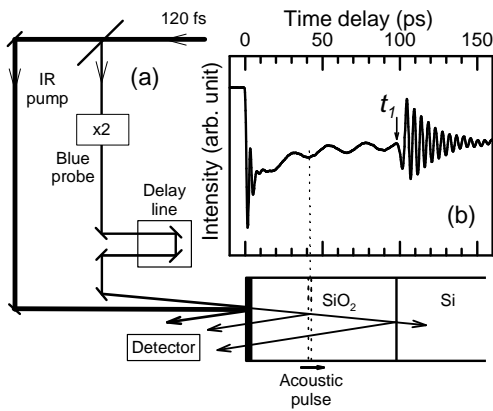 120 fs
IR
pump
(a)
x2
Blue
probe
Delay
line
Detector
Time delay (ps)
0 50 100 150
Intensity (arb. unit)
t1
(b)
SiO2
Si
Acoustic
pulse